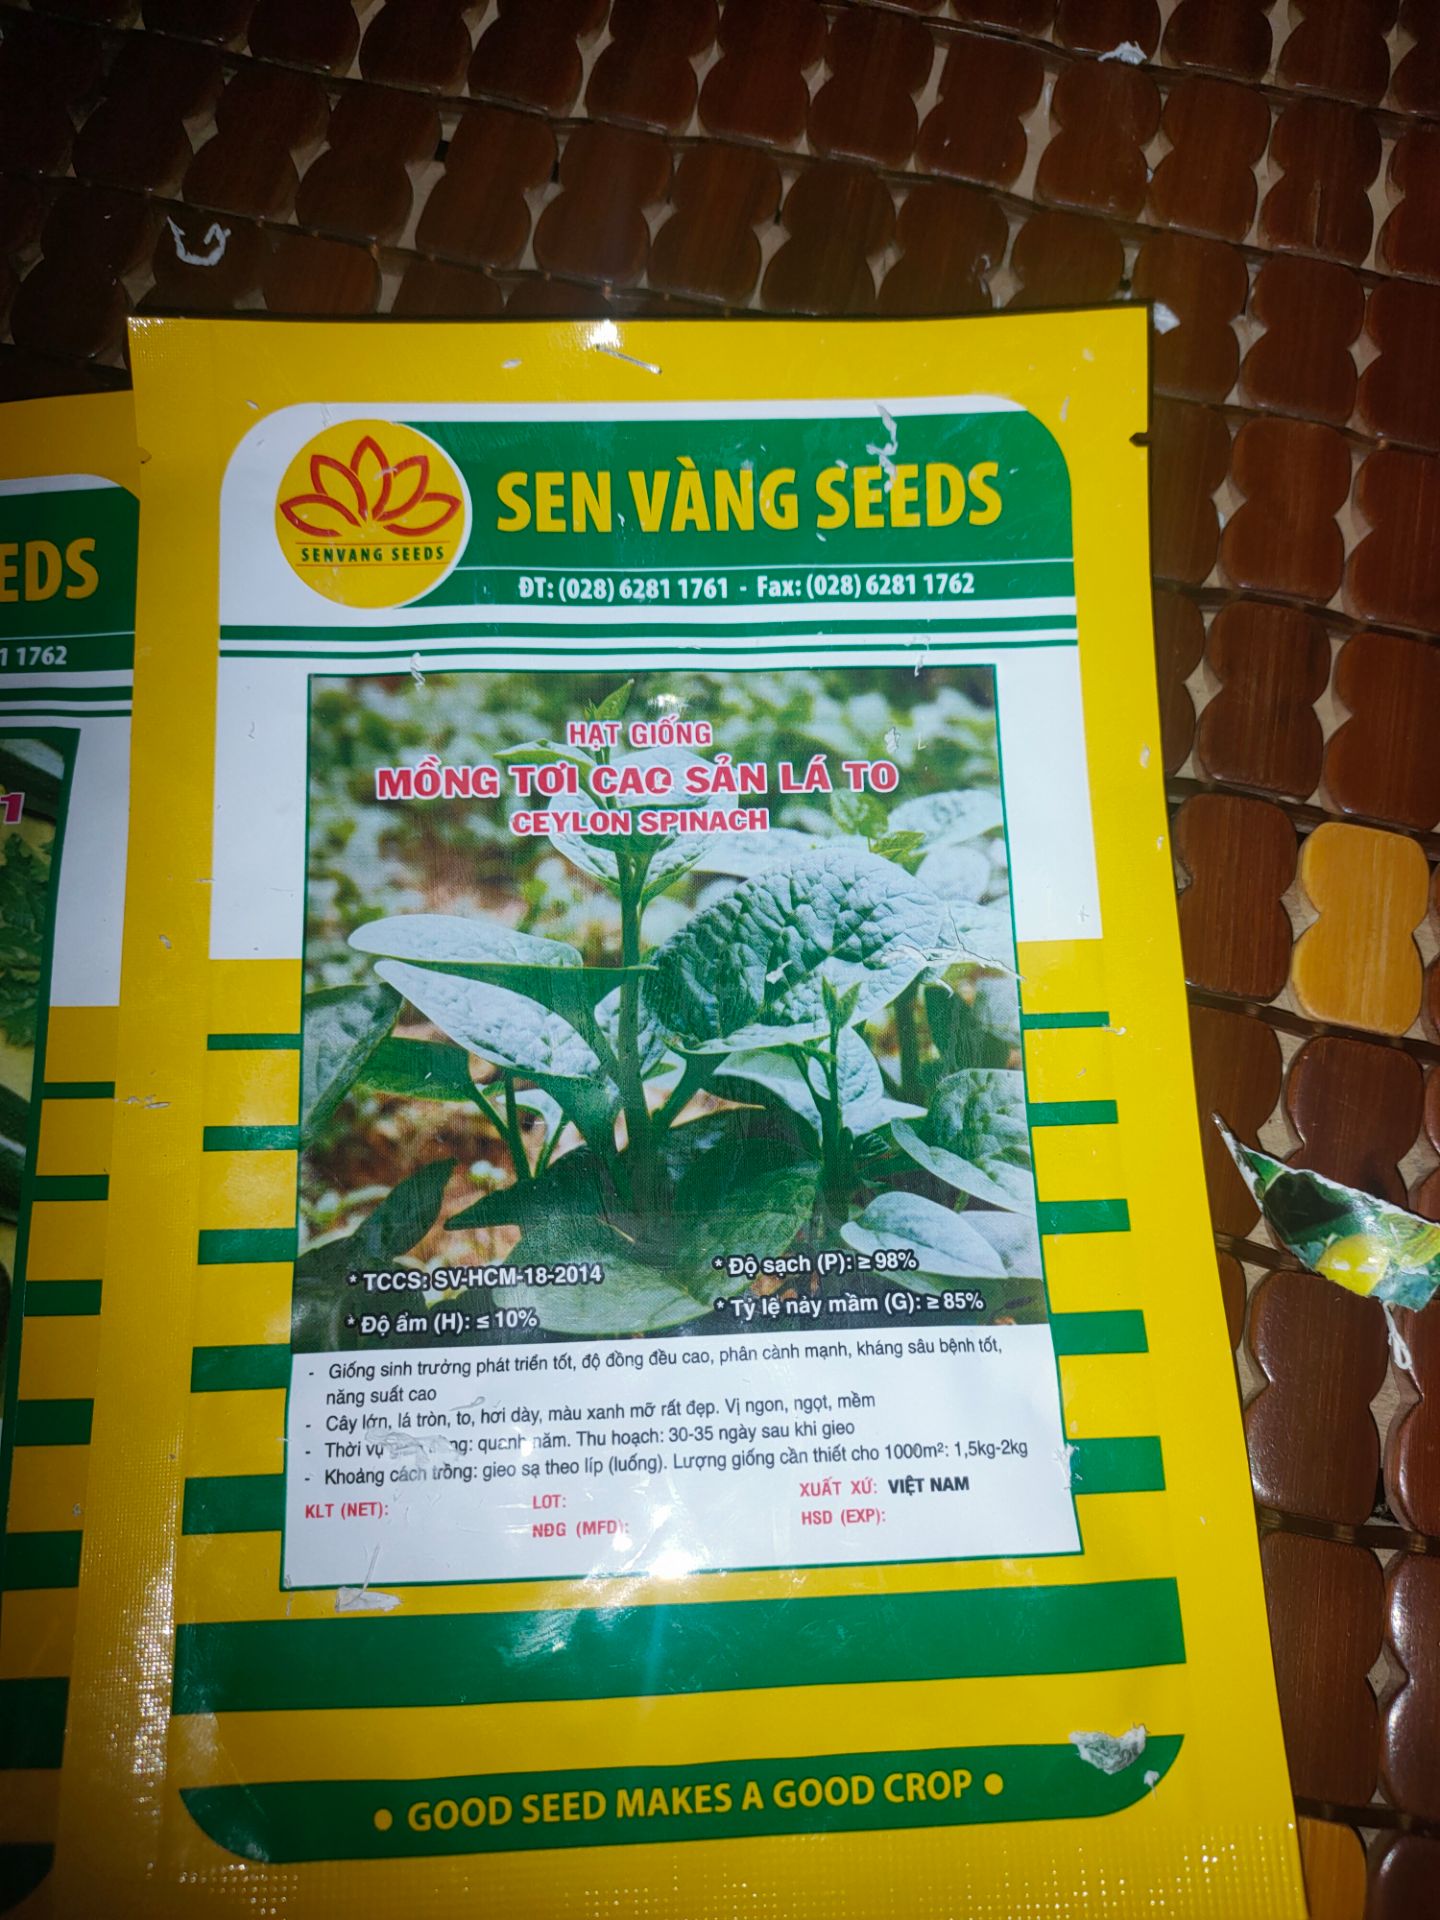 SEN VÀNG SEEDS
SENVANG SEEDS
ĐT: (028) 6281 1761 - Fax: (028) 6281 1762
HẠT GIỐNG
MỒNG TƠI CAO SẢN LÁ TO
CEYLON SPINACH
* TCCS: SV-HCM-18-2014
* Độ sạch (P): ≥ 98%
* Độ ẩm (H): ≤ 10%
* Tỷ lệ nảy mầm (G): ≥ 85%
- Giống sinh trưởng phát triển tốt, độ đồng đều cao, phân cành mạnh, kháng sâu bệnh tốt,
năng suất cao
- Cây lớn, lá tròn, to, hơi dày, màu xanh mỡ rất đẹp. Vị ngon, ngọt, mềm
- Thời vụ quanh năm. Thu hoạch: 30-35 ngày sau khi gieo
- Khoảng cách trồng: gieo sạ theo líp (luống). Lượng giống cần thiết cho 1000m²: 1,5kg-2kg
KLT (NET):
LOT:
XUẤT XỨ: VIỆT NAM
NĐG (MFD):
HSD (EXP):
• GOOD SEED MAKES A GOOD CROP •
EDS
1 1762
1